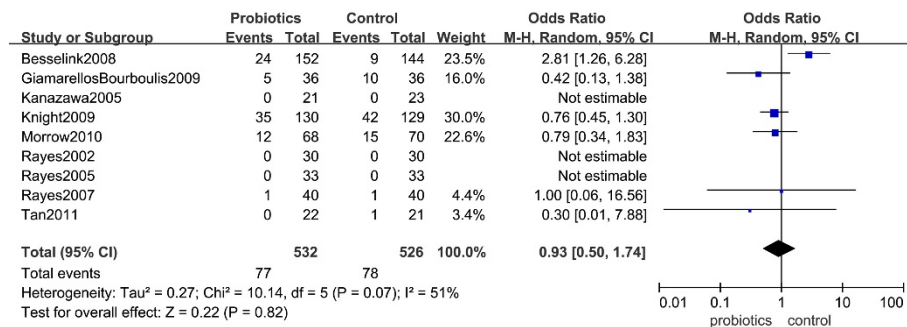 Probiotics Control Odds Ratio Odds Ratio
Study or Subgroup Events Total Events Total Weight M-H, Random, 95% CI M-H, Random, 95% CI
Besselink2008 24 152 9 144 23.5% 2.81 [1.26, 6.28]
GiamarellosBourboulis2009 5 36 10 36 16.0% 0.42 [0.13, 1.38]
Kanazawa2005 0 21 0 23 Not estimable
Knight2009 35 130 42 129 30.0% 0.76 [0.45, 1.30]
Morrow2010 12 68 15 70 22.6% 0.79 [0.34, 1.83]
Rayes2002 0 30 0 30 Not estimable
Rayes2005 0 33 0 33 Not estimable
Rayes2007 1 40 1 40 4.4% 1.00 [0.06, 16.56]
Tan2011 0 22 1 21 3.4% 0.30 [0.01, 7.88]
Total (95% CI) 532 526 100.0% 0.93 [0.50, 1.74]
Total events 77 78
Heterogeneity: Tau² = 0.27; Chi² = 10.14, df = 5 (P = 0.07); I² = 51%
Test for overall effect: Z = 0.22 (P = 0.82)
0.01 0.1 1 10 100
probiotics control